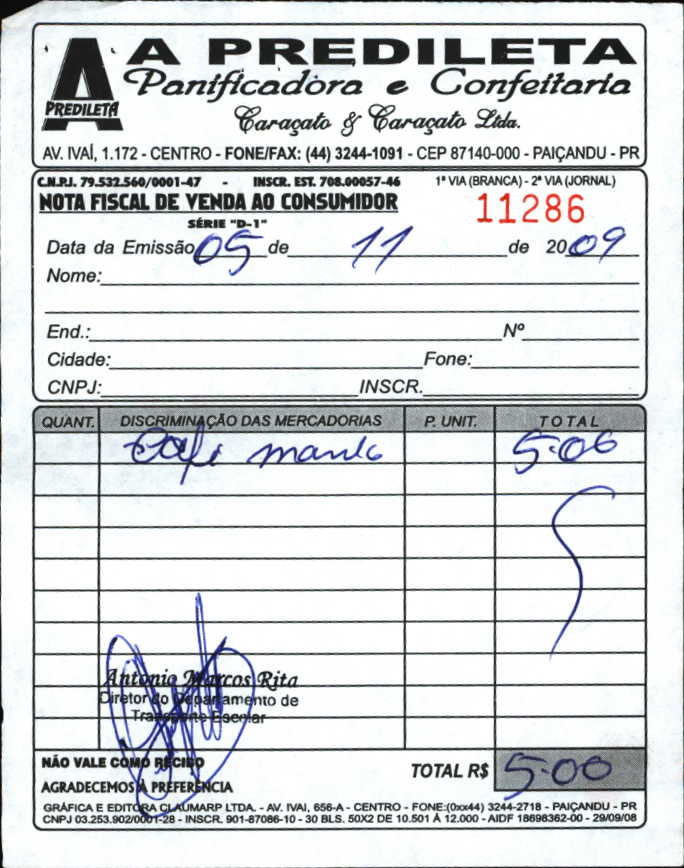 A PREDILETA
PREDILETA
Panificadora e Confeitaria
Caraçato & Caraçato Ltda.
AV. IVAÍ, 1.172 - CENTRO - FONE/FAX: (44) 3244-1091 - CEP 87140-000 - PAIÇANDU - PR
C.N.P.J. 79.532.560/0001-47 - INSCR. EST. 708.00057-46 1ª VIA (BRANCA) - 2ª VIA (JORNAL)
NOTA FISCAL DE VENDA AO CONSUMIDOR 11286
SÉRIE "D-1"
Data da Emissão 05 de 11 de 2009
Nome:
End.: Nº
Cidade: Fone:
CNPJ: INSCR.
QUANT. DISCRIMINAÇÃO DAS MERCADORIAS P. UNIT. TOTAL
Café 5.00
Antonio Marcos Rita
Diretor do Departamento de
Transporte Escolar
NÃO VALE COMO RECIBO
AGRADECEMOS À PREFERÊNCIA
TOTAL R$ 5.00
GRÁFICA E EDITORA CLAUMARP LTDA. - AV. IVAI, 656-A - CENTRO - FONE:(0xx44) 3244-2718 - PAIÇANDU - PR
CNPJ 03.253.902/0001-28 - INSCR. 901-87086-10 - 30 BLS. 50X2 DE 10.501 À 12.000 - AIDF 18698362-00 - 29/09/08